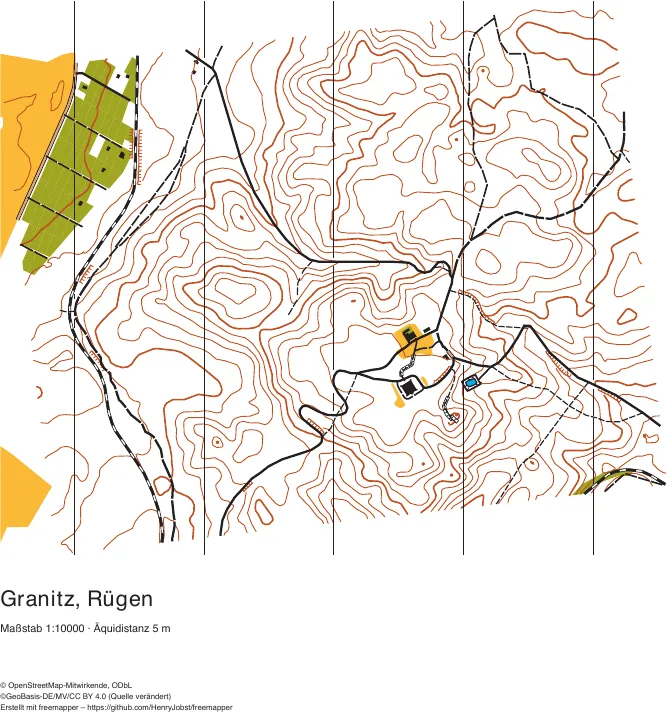 Granitz, Rügen
Maßstab 1:10000 · Äquidistanz 5 m
© OpenStreetMap-Mitwirkende, ODbL
©GeoBasis-DE/MV/CC BY 4.0 (Quelle verändert)
Erstellt mit freemapper – https://github.com/HenryJobst/freemapper